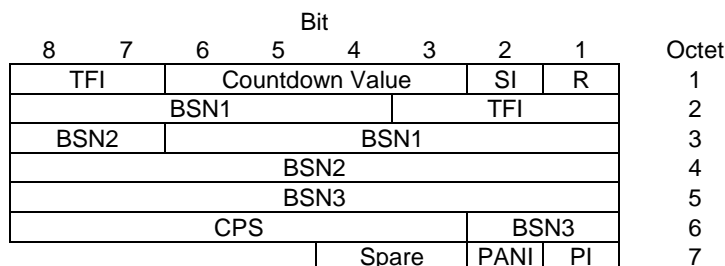 Bit
8 7 6 5 4 3 2 1 Octet
TFI Countdown Value SI R 1
BSN1 TFI 2
BSN2 BSN1 3
BSN2 4
BSN3 5
CPS BSN3 6
Spare PANI PI 7